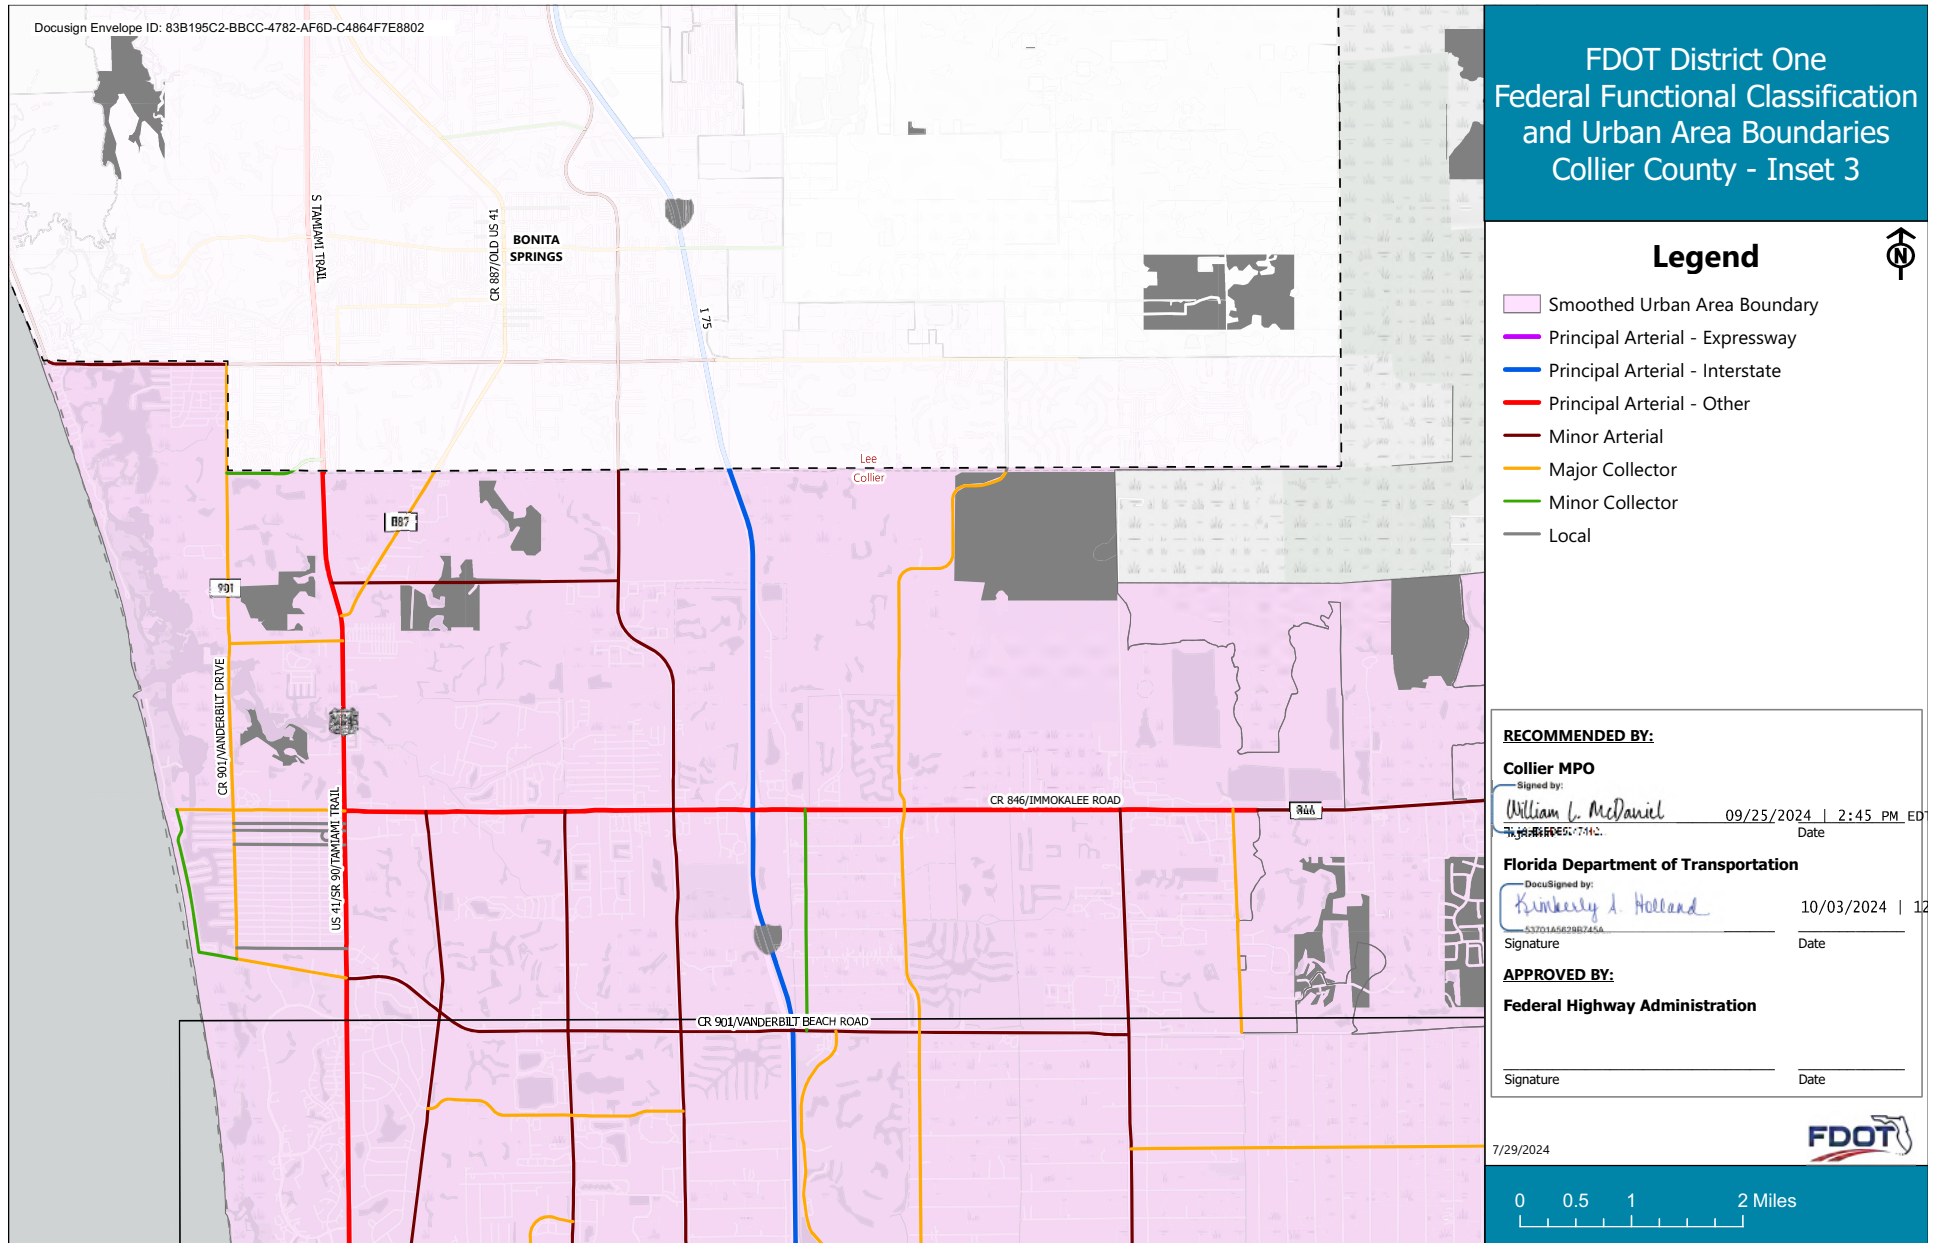 Docusign Envelope ID: 83B195C2-BBCC-4782-AF6D-C4864F7E8802
FDOT District One
Federal Functional Classification
and Urban Area Boundaries
Collier County - Inset 3
Legend
N
Smoothed Urban Area Boundary
Principal Arterial - Expressway
Principal Arterial - Interstate
Principal Arterial - Other
Minor Arterial
Major Collector
Minor Collector
Local
S TAMIAMI TRAIL
CR 887/OLD US 41
BONITA
SPRINGS
I 75
Lee
Collier
887
901
CR 901/VANDERBILT DRIVE
US 41/SR 90/TAMIAMI TRAIL
CR 846/IMMOKALEE ROAD
846
CR 901/VANDERBILT BEACH ROAD
RECOMMENDED BY:
Collier MPO
Signed by:
William L. McDaniel
09/25/2024 | 2:45 PM EDT
Date
Florida Department of Transportation
DocuSigned by:
Kimberly A. Holland
10/03/2024 | 12
53701A5629B745A...
Signature
Date
APPROVED BY:
Federal Highway Administration
Signature
Date
7/29/2024
FDOT
0 0.5 1 2 Miles